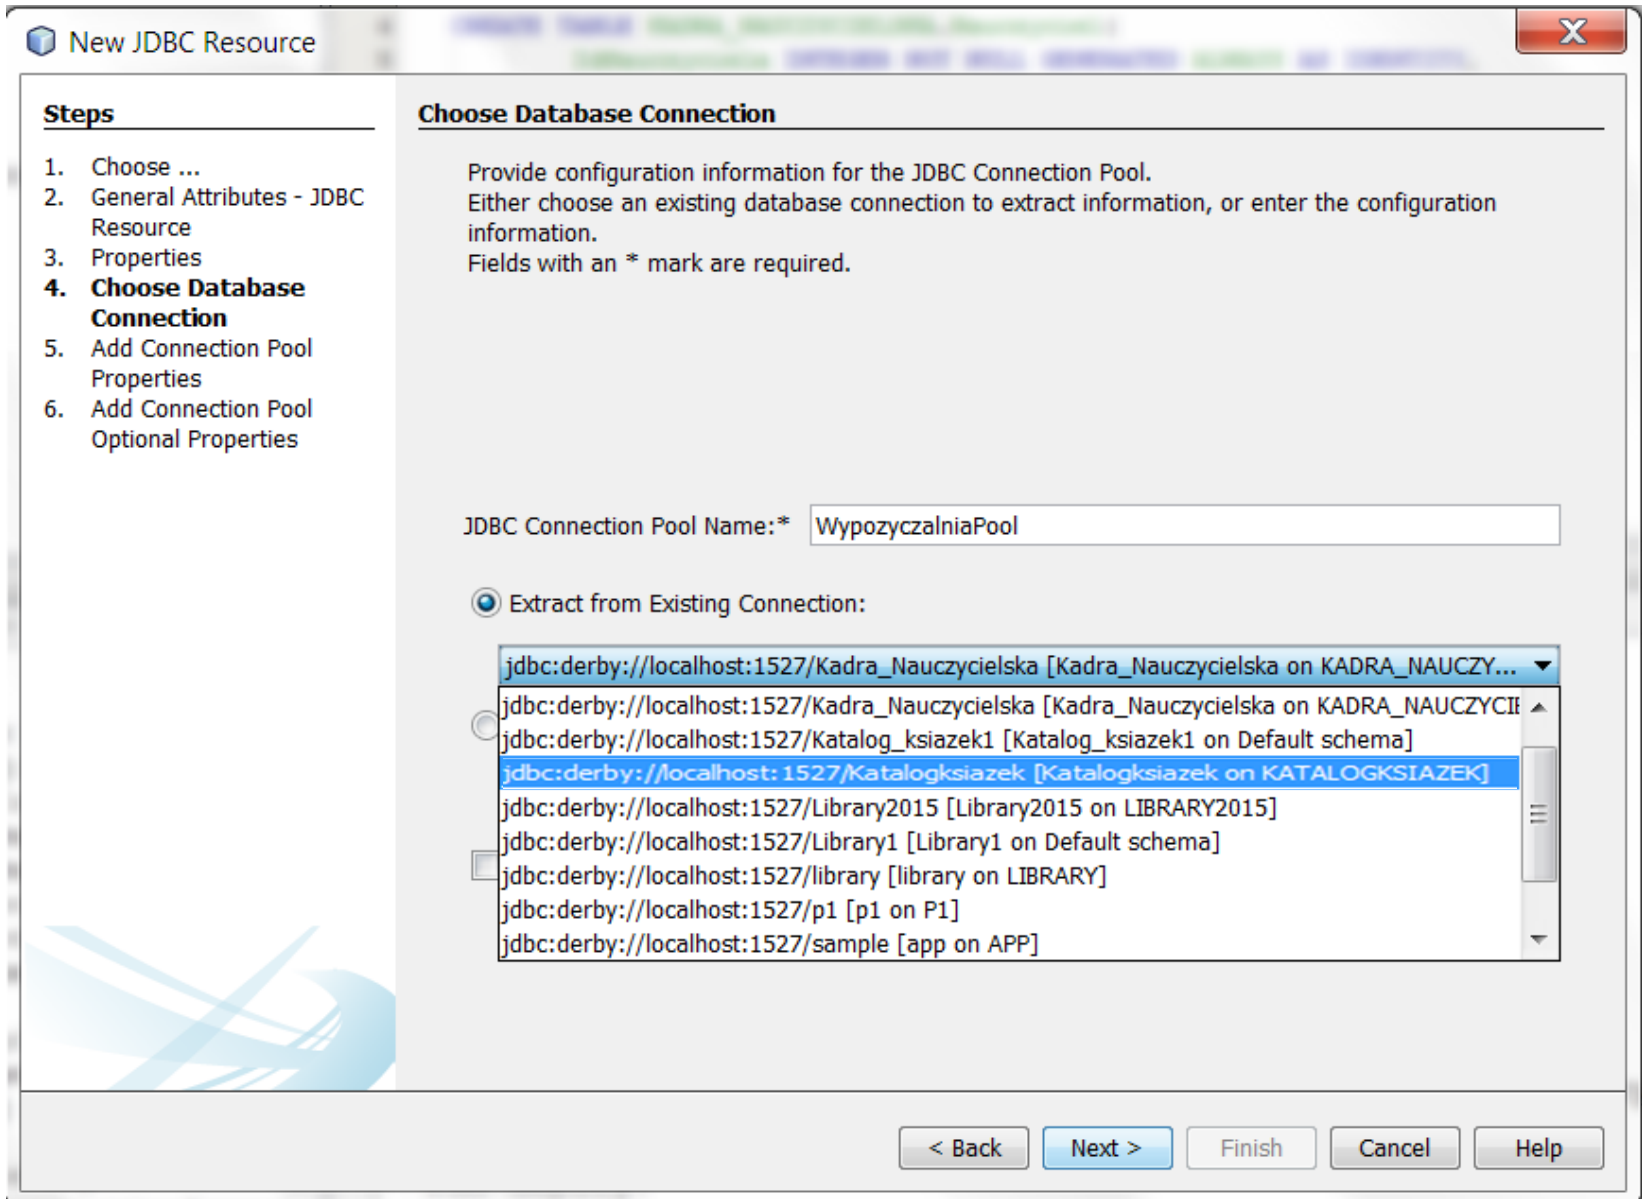 New JDBC Resource
Steps
1. Choose ...
2. General Attributes - JDBC
Resource
3. Properties
4. Choose Database
Connection
5. Add Connection Pool
Properties
6. Add Connection Pool
Optional Properties
Choose Database Connection
Provide configuration information for the JDBC Connection Pool.
Either choose an existing database connection to extract information, or enter the configuration
information.
Fields with an * mark are required.
JDBC Connection Pool Name:* WypozyczalniaPool
Extract from Existing Connection:
jdbc:derby://localhost:1527/Kadra_Nauczycielska [Kadra_Nauczycielska on KADRA_NAUCZY...
jdbc:derby://localhost:1527/Kadra_Nauczycielska [Kadra_Nauczycielska on KADRA_NAUCZYCIE
jdbc:derby://localhost:1527/Katalog_ksiazek1 [Katalog_ksiazek1 on Default schema]
jdbc:derby://localhost:1527/Katalogksiazek [Katalogksiazek on KATALOGKSIAZEK]
jdbc:derby://localhost:1527/Library2015 [Library2015 on LIBRARY2015]
jdbc:derby://localhost:1527/Library1 [Library1 on Default schema]
jdbc:derby://localhost:1527/library [library on LIBRARY]
jdbc:derby://localhost:1527/p1 [p1 on P1]
jdbc:derby://localhost:1527/sample [app on APP]
< Back Next > Finish Cancel Help